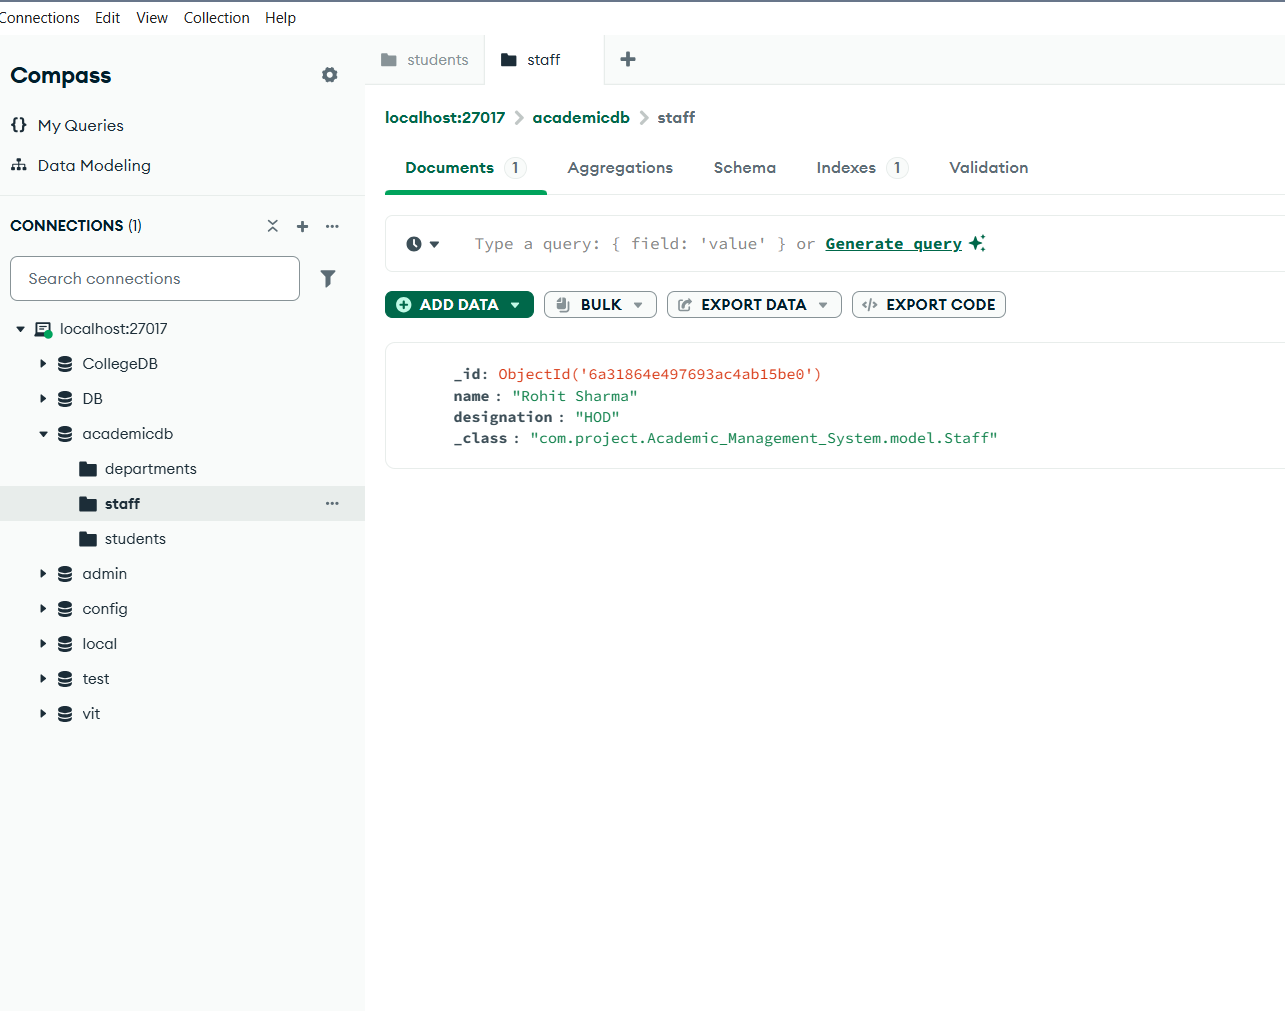 Connections Edit View Collection Help
Compass
My Queries
Data Modeling
CONNECTIONS (1)
Search connections
localhost:27017
CollegeDB
DB
academicdb
departments
staff
students
admin
config
local
test
vit
students staff
localhost:27017 academicdb staff
Documents 1 Aggregations Schema Indexes 1 Validation
Type a query: { field: 'value' } or Generate query
ADD DATA BULK EXPORT DATA EXPORT CODE
_id: ObjectId('6a31864e497693ac4ab15be0')
name : "Rohit Sharma"
designation : "HOD"
_class : "com.project.Academic_Management_System.model.Staff"